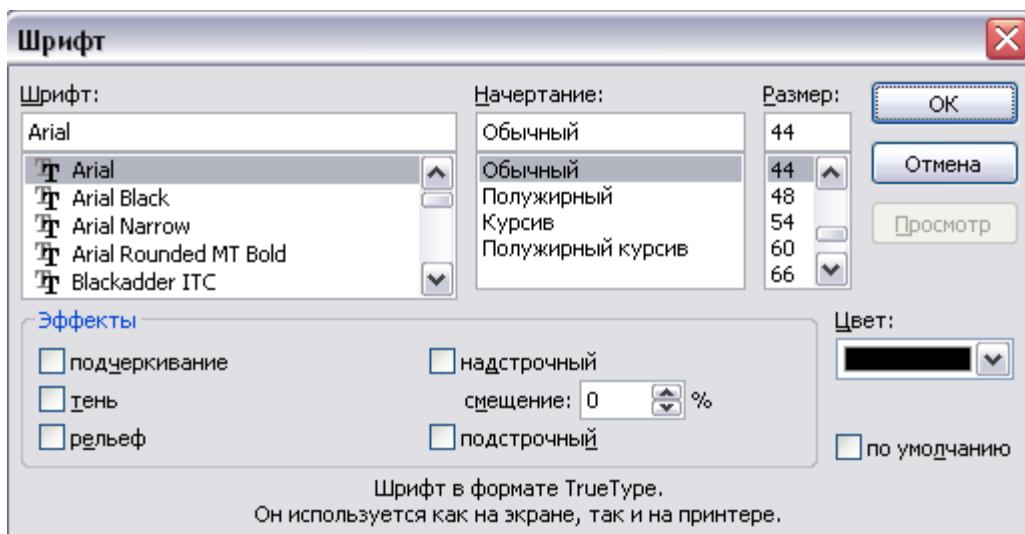 Шрифт
Шрифт:
Начертание:
Размер:
Arial
Обычный
44
ОК
Arial
Arial Black
Arial Narrow
Arial Rounded MT Bold
Blackadder ITC
Обычный
Полужирный
Курсив
Полужирный курсив
44
48
54
60
66
Отмена
Просмотр
Эффекты
подчеркивание
тень
рельеф
надстрочный
смещение: 0 %
подстрочный
Цвет:
по умолчанию
Шрифт в формате TrueType.
Он используется как на экране, так и на принтере.